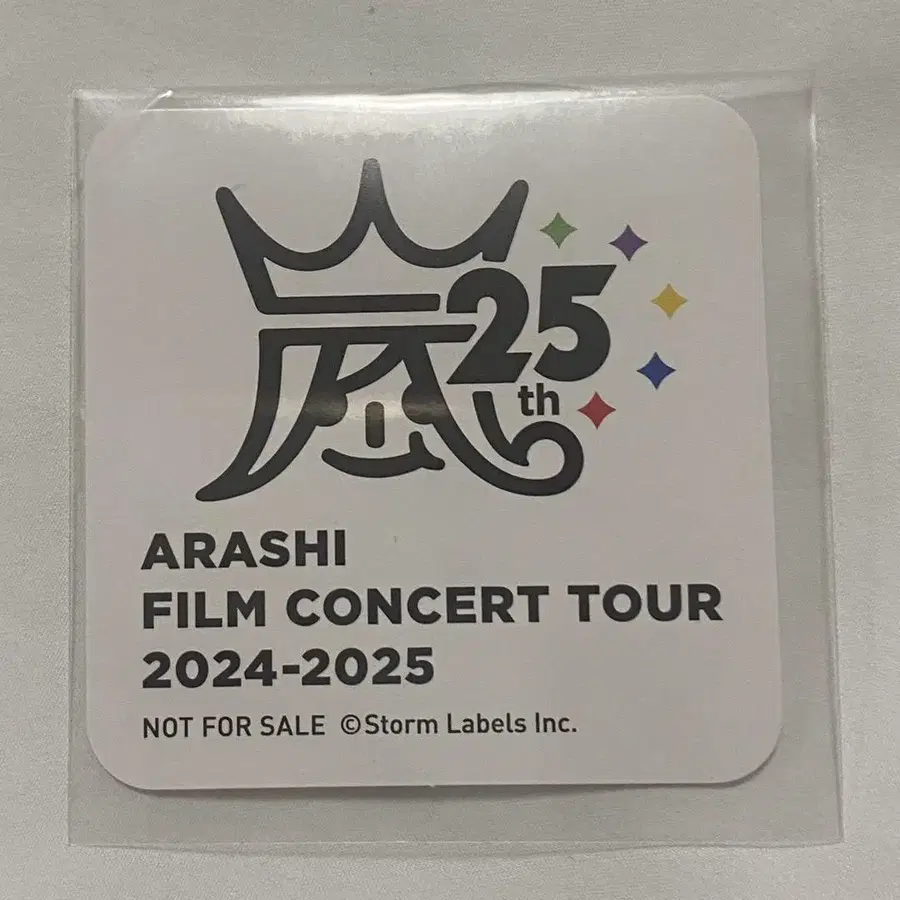 嵐 25th
ARASHI
FILM CONCERT TOUR
2024-2025
NOT FOR SALE ©Storm Labels Inc.